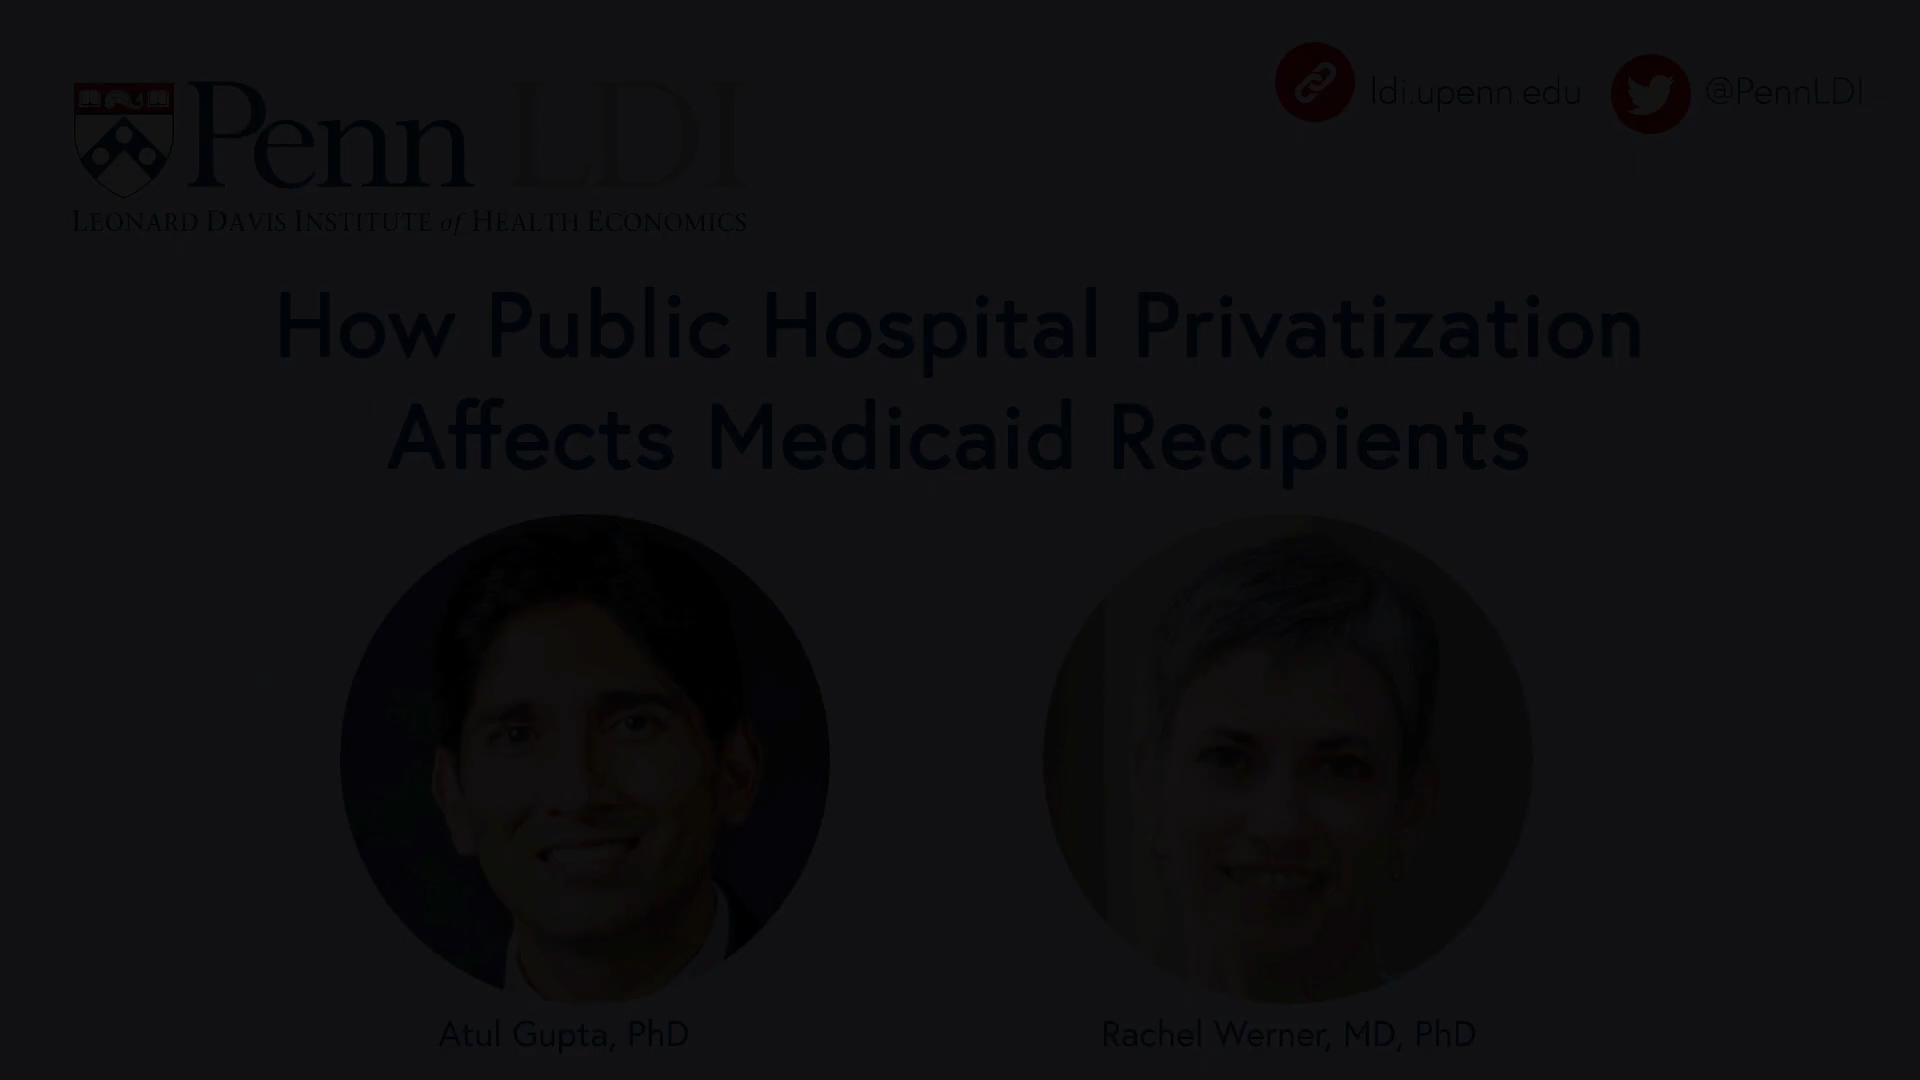 Penn LDI
LEONARD DAVIS INSTITUTE of HEALTH ECONOMICS
ldi.upenn.edu
@PennLDI
How Public Hospital Privatization
Affects Medicaid Recipients
Atul Gupta, PhD
Rachel Werner, MD, PhD